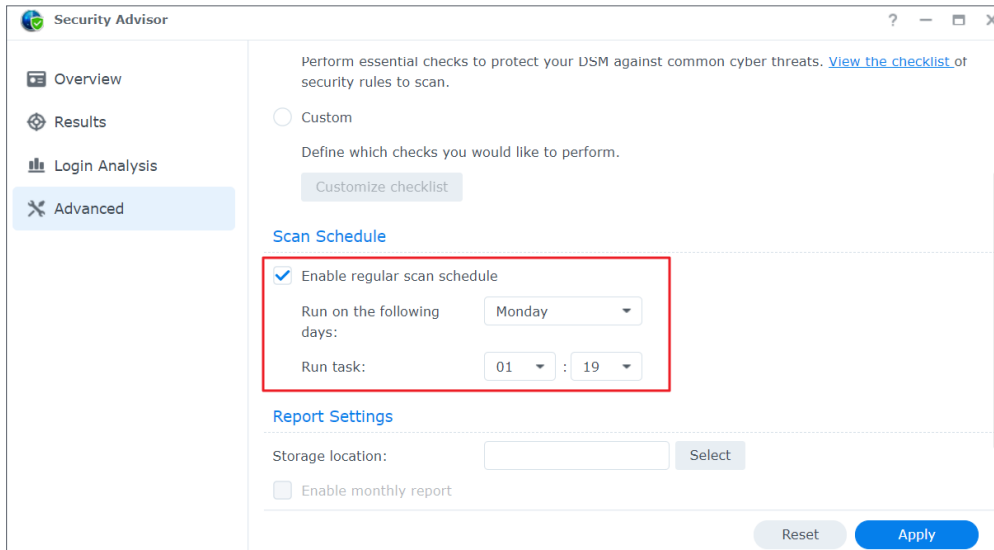 Security Advisor
?
Overview
Results
Login Analysis
Advanced
Perform essential checks to protect your DSM against common cyber threats. View the checklist of
security rules to scan.
Custom
Define which checks you would like to perform.
Customize checklist
Scan Schedule
Enable regular scan schedule
Run on the following
days:
Monday
Run task:
01 : 19
Report Settings
Storage location:
Select
Enable monthly report
Reset
Apply